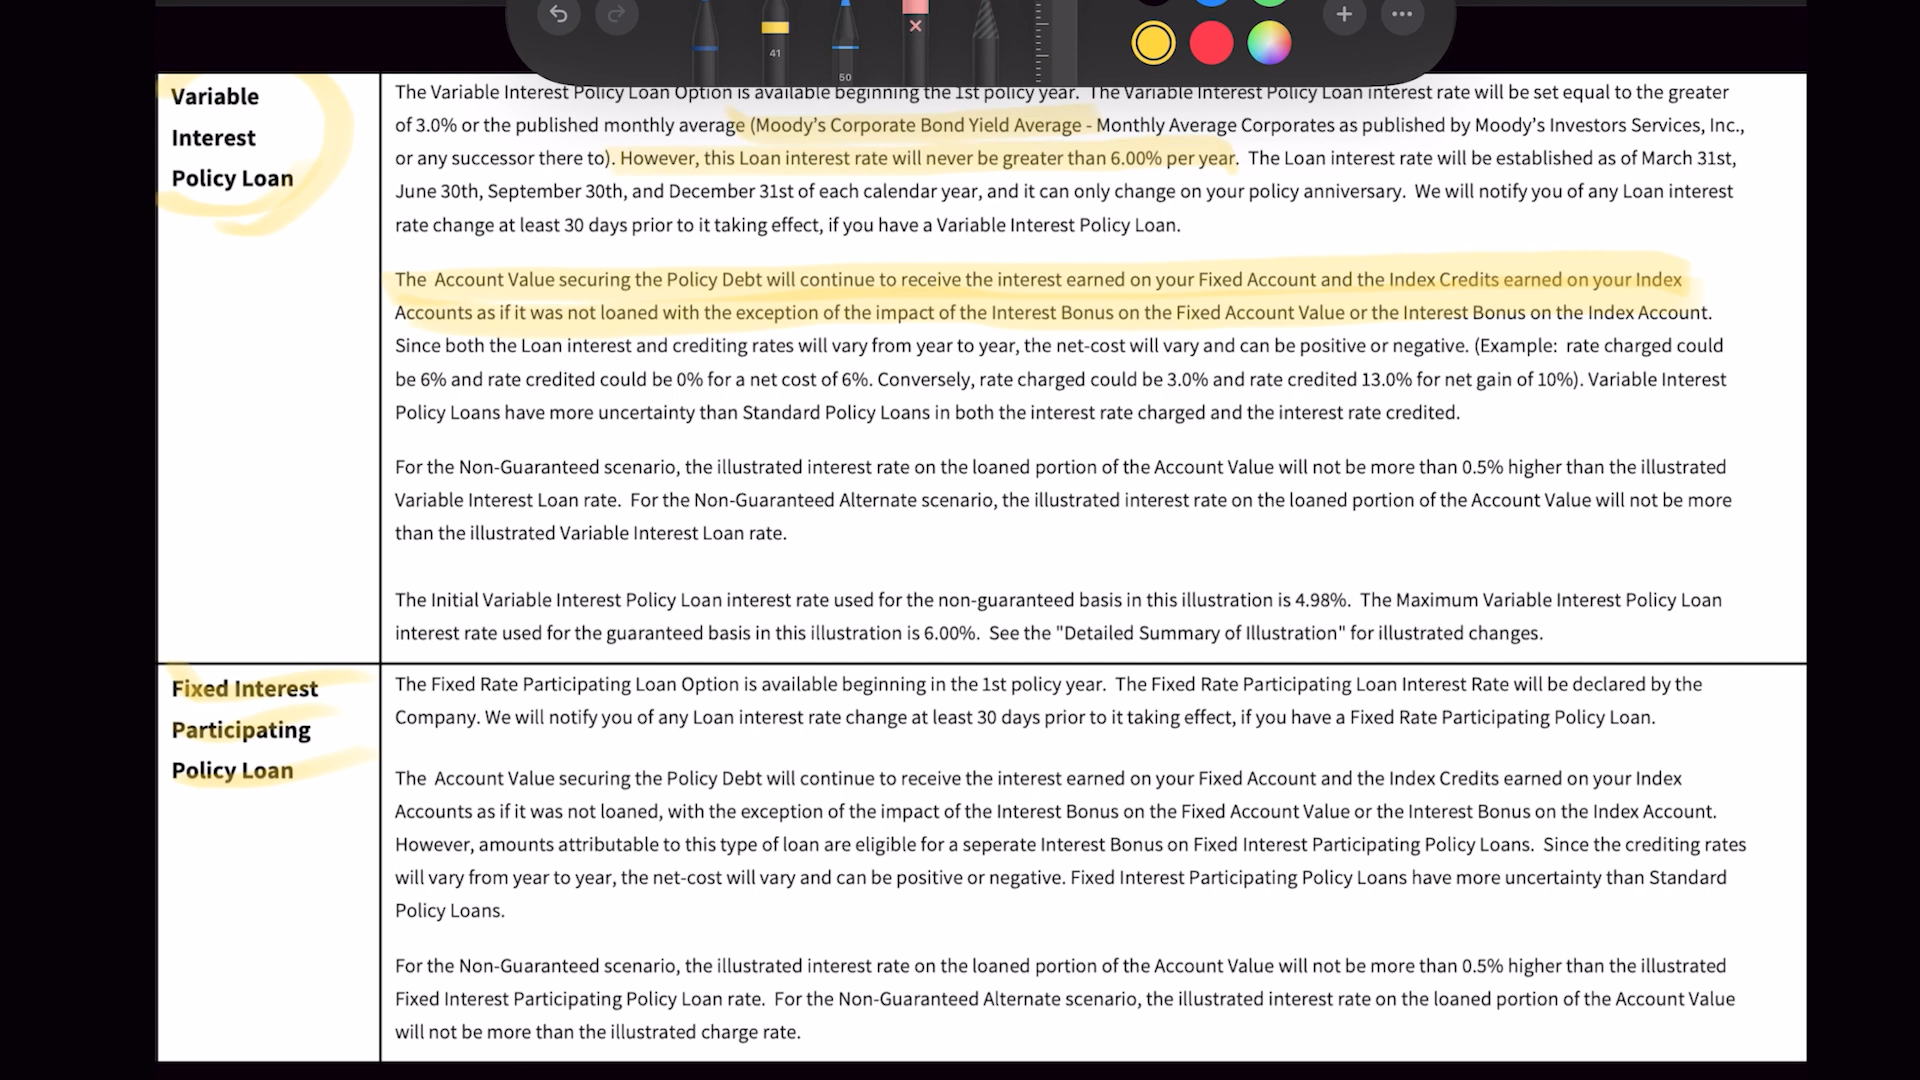 41
50
Variable
Interest
Policy Loan
The Variable Interest Policy Loan Option is available beginning the 1st policy year.  The Variable Interest Policy Loan interest rate will be set equal to the greater
of 3.0% or the published monthly average (Moody's Corporate Bond Yield Average - Monthly Average Corporates as published by Moody's Investors Services, Inc.,
or any successor there to). However, this Loan interest rate will never be greater than 6.00% per year.  The Loan interest rate will be established as of March 31st,
June 30th, September 30th, and December 31st of each calendar year, and it can only change on your policy anniversary.  We will notify you of any Loan interest
rate change at least 30 days prior to it taking effect, if you have a Variable Interest Policy Loan.
The  Account Value securing the Policy Debt will continue to receive the interest earned on your Fixed Account and the Index Credits earned on your Index
Accounts as if it was not loaned with the exception of the impact of the Interest Bonus on the Fixed Account Value or the Interest Bonus on the Index Account.
Since both the Loan interest and crediting rates will vary from year to year, the net-cost will vary and can be positive or negative. (Example:  rate charged could
be 6% and rate credited could be 0% for a net cost of 6%. Conversely, rate charged could be 3.0% and rate credited 13.0% for net gain of 10%). Variable Interest
Policy Loans have more uncertainty than Standard Policy Loans in both the interest rate charged and the interest rate credited.
For the Non-Guaranteed scenario, the illustrated interest rate on the loaned portion of the Account Value will not be more than 0.5% higher than the illustrated
Variable Interest Loan rate.  For the Non-Guaranteed Alternate scenario, the illustrated interest rate on the loaned portion of the Account Value will not be more
than the illustrated Variable Interest Loan rate.
The Initial Variable Interest Policy Loan interest rate used for the non-guaranteed basis in this illustration is 4.98%.  The Maximum Variable Interest Policy Loan
interest rate used for the guaranteed basis in this illustration is 6.00%.  See the "Detailed Summary of Illustration" for illustrated changes.
Fixed Interest
Participating
Policy Loan
The Fixed Rate Participating Loan Option is available beginning in the 1st policy year.  The Fixed Rate Participating Loan Interest Rate will be declared by the
Company. We will notify you of any Loan interest rate change at least 30 days prior to it taking effect, if you have a Fixed Rate Participating Policy Loan.
The  Account Value securing the Policy Debt will continue to receive the interest earned on your Fixed Account and the Index Credits earned on your Index
Accounts as if it was not loaned, with the exception of the impact of the Interest Bonus on the Fixed Account Value or the Interest Bonus on the Index Account.
However, amounts attributable to this type of loan are eligible for a seperate Interest Bonus on Fixed Interest Participating Policy Loans.  Since the crediting rates
will vary from year to year, the net-cost will vary and can be positive or negative. Fixed Interest Participating Policy Loans have more uncertainty than Standard
Policy Loans.
For the Non-Guaranteed scenario, the illustrated interest rate on the loaned portion of the Account Value will not be more than 0.5% higher than the illustrated
Fixed Interest Participating Policy Loan rate.  For the Non-Guaranteed Alternate scenario, the illustrated interest rate on the loaned portion of the Account Value
will not be more than the illustrated charge rate.